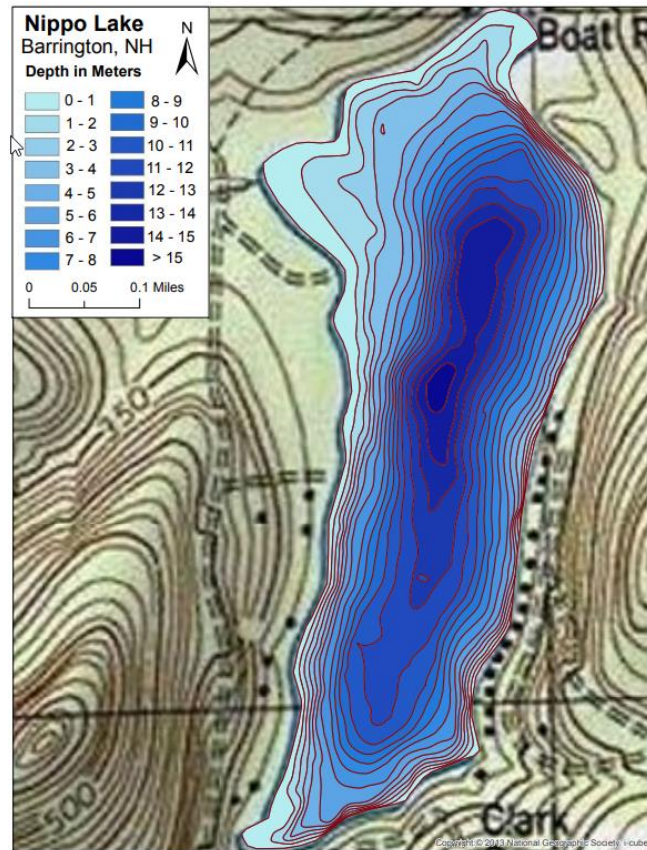 Nippo Lake
Barrington, NH
Depth in Meters
N
0 - 1
1 - 2
2 - 3
3 - 4
4 - 5
5 - 6
6 - 7
7 - 8
8 - 9
9 - 10
10 - 11
11 - 12
12 - 13
13 - 14
14 - 15
> 15
0 0.05 0.1 Miles
Boat R
150
500
Clark
Copyright © 2013 National Geographic Society, i-cube